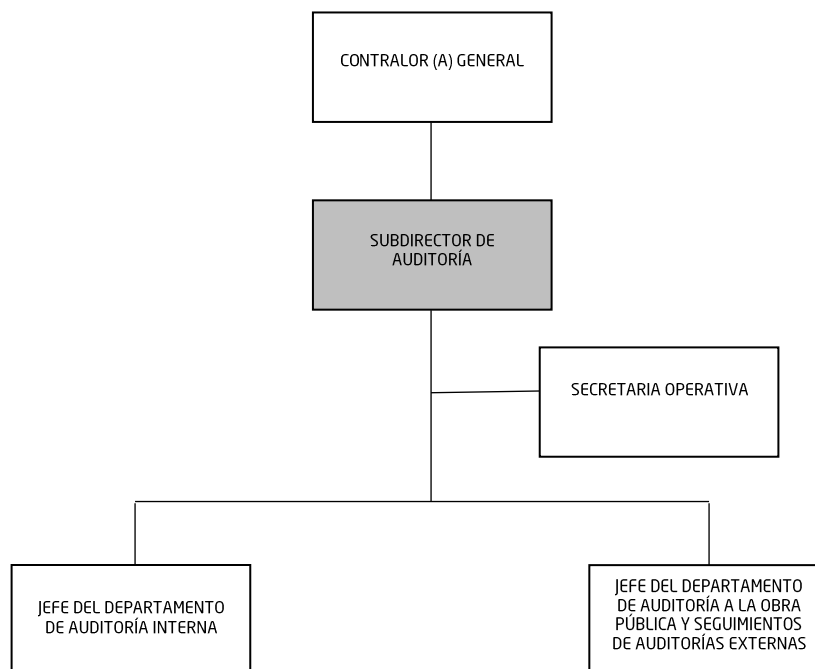 CONTRALOR (A) GENERAL
SUBDIRECTOR DE
AUDITORÍA
SECRETARIA OPERATIVA
JEFE DEL DEPARTAMENTO
DE AUDITORÍA INTERNA
JEFE DEL DEPARTAMENTO
DE AUDITORÍA A LA OBRA
PÚBLICA Y SEGUIMIENTOS
DE AUDITORÍAS EXTERNAS